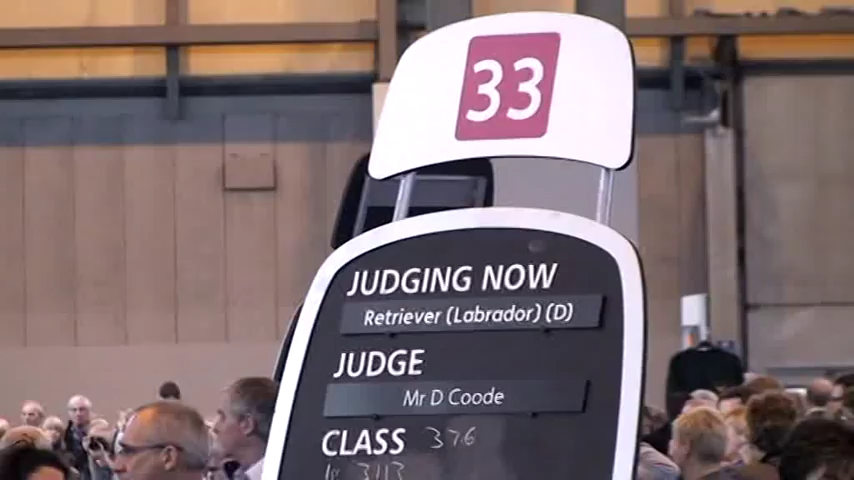 33
JUDGING NOW
Retriever (Labrador) (D)
JUDGE
Mr D Coode
CLASS 376